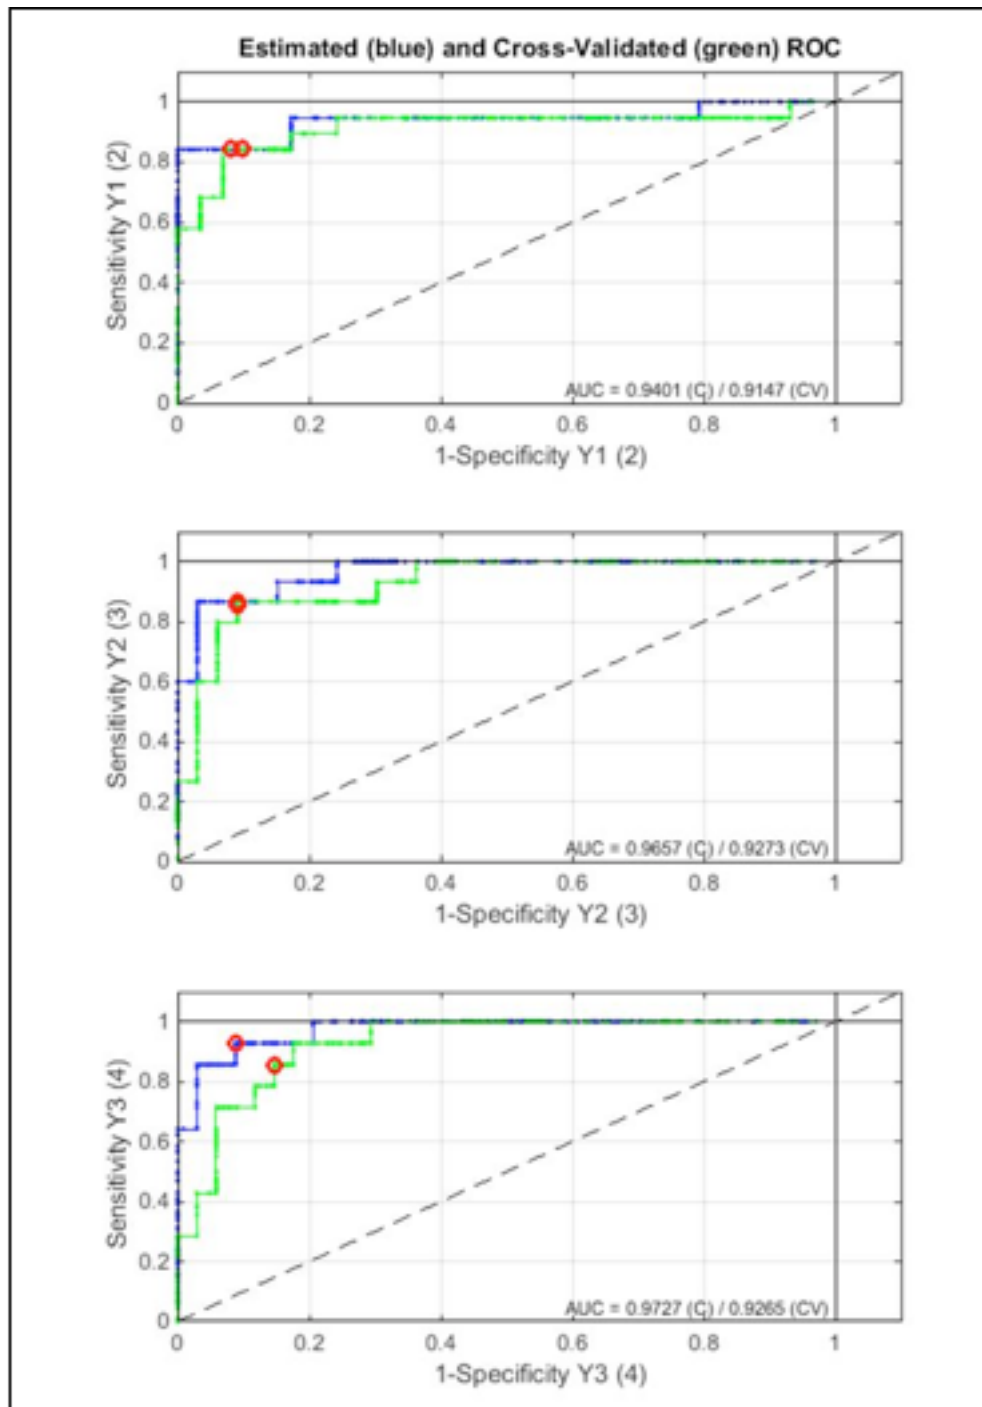 Estimated (blue) and Cross-Validated (green) ROC
1
0.8
0.6
0.4
0.2
0
Sensitivity Y1 (2)
AUC = 0.9401 (C) / 0.9147 (CV)
0 0.2 0.4 0.6 0.8 1
1-Specificity Y1 (2)
1
0.8
0.6
0.4
0.2
0
Sensitivity Y2 (3)
AUC = 0.9657 (C) / 0.9273 (CV)
0 0.2 0.4 0.6 0.8 1
1-Specificity Y2 (3)
1
0.8
0.6
0.4
0.2
0
Sensitivity Y3 (4)
AUC = 0.9727 (C) / 0.9265 (CV)
0 0.2 0.4 0.6 0.8 1
1-Specificity Y3 (4)